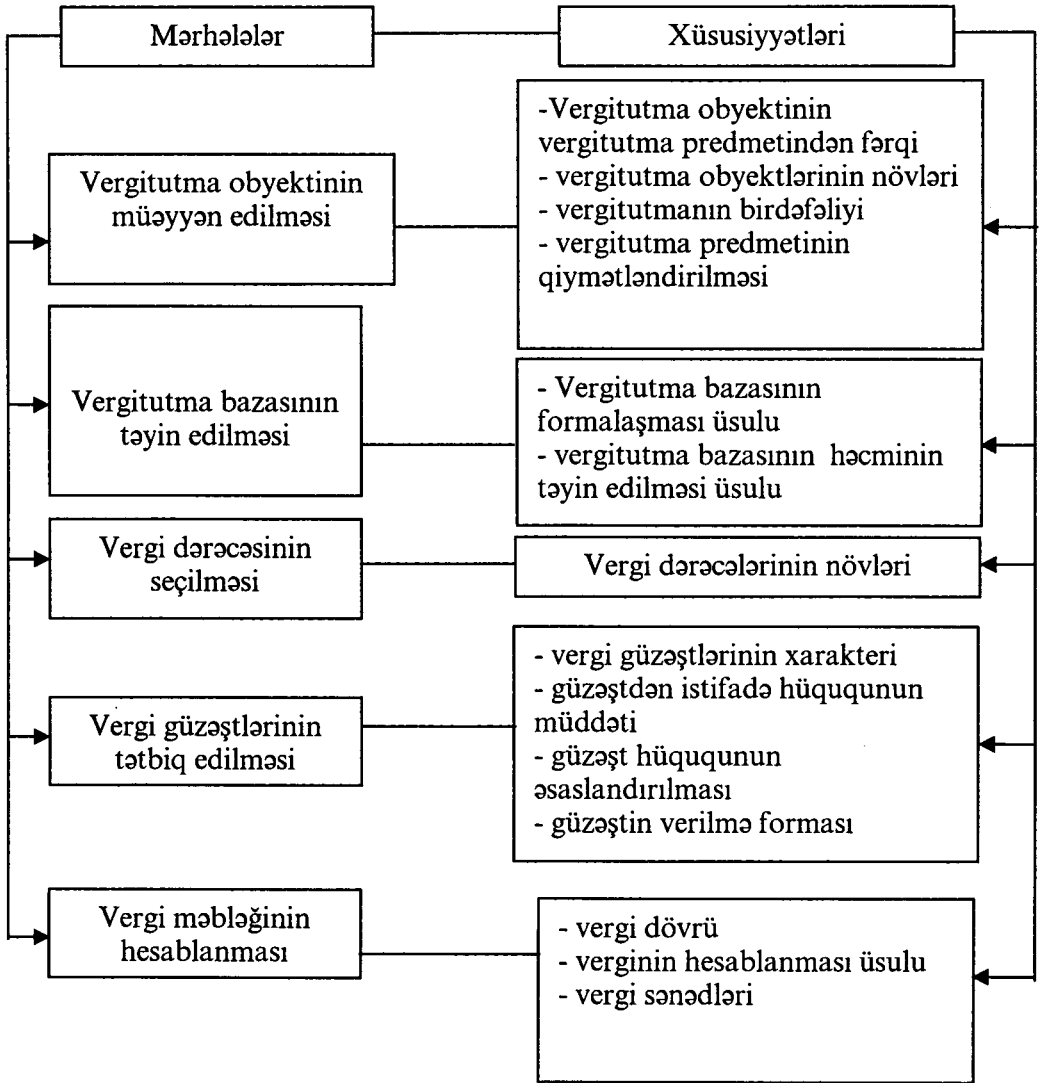 Mərhələlər
Xüsusiyyətləri
Vergitutma obyektinin
müəyyən edilməsi
-Vergitutma obyektinin
vergitutma predmetindən fərqi
- vergitutma obyektlərinin növləri
- vergitutmanın birdəfəliyi
- vergitutma predmetinin
qiymətləndirilməsi
Vergitutma bazasının
təyin edilməsi
- Vergitutma bazasının
formalaşması üsulu
- vergitutma bazasının həcminin
təyin edilməsi üsulu
Vergi dərəcəsinin
seçilməsi
Vergi dərəcələrinin növləri
Vergi güzəştlərinin
tətbiq edilməsi
- vergi güzəştlərinin xarakteri
- güzəştdən istifadə hüququnun
müddəti
- güzəşt hüququnun
əsaslandırılması
- güzəştin verilmə forması
Vergi məbləğinin
hesablanması
- vergi dövrü
- verginin hesablanması üsulu
- vergi sənədləri